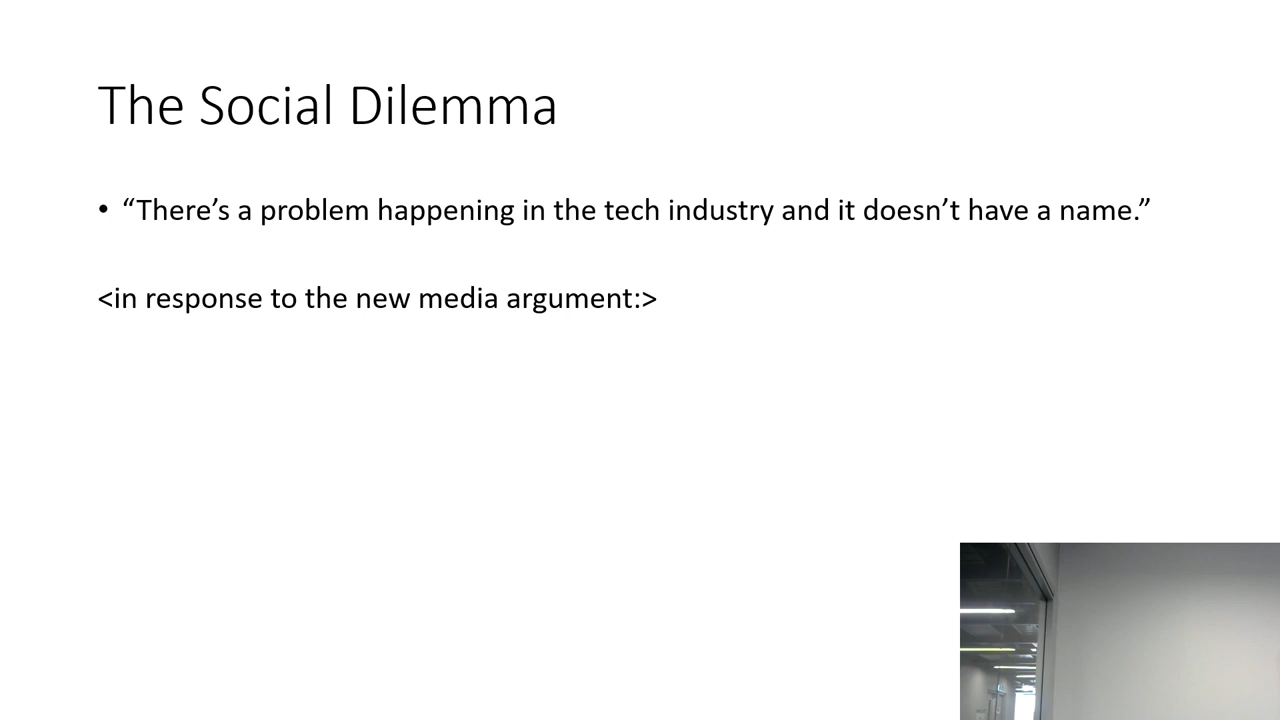 The Social Dilemma
• “There’s a problem happening in the tech industry and it doesn’t have a name.”
<in response to the new media argument:>